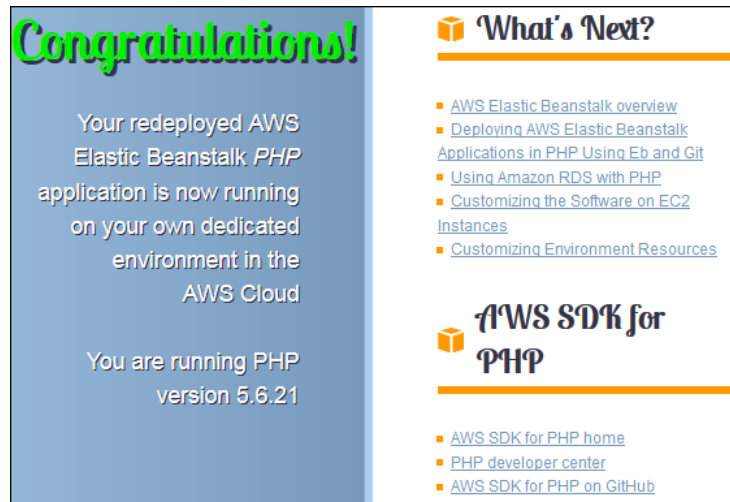 Congratulations!
Your redeployed AWS
Elastic Beanstalk PHP
application is now running
on your own dedicated
environment in the
AWS Cloud
You are running PHP
version 5.6.21
What's Next?
AWS Elastic Beanstalk overview
Deploying AWS Elastic Beanstalk
Applications in PHP Using Eb and Git
Using Amazon RDS with PHP
Customizing the Software on EC2
Instances
Customizing Environment Resources
AWS SDK for
PHP
AWS SDK for PHP home
PHP developer center
AWS SDK for PHP on GitHub